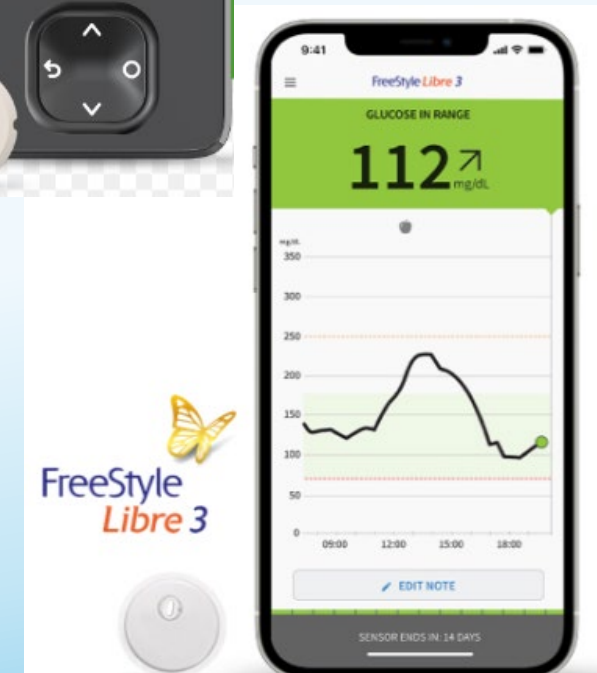 9:41
FreeStyle Libre 3
GLUCOSE IN RANGE
112
mg/dL
mg/dL
350
300
250
200
150
100
50
0
09:00 12:00 15:00 18:00
EDIT NOTE
SENSOR ENDS IN: 14 DAYS
FreeStyle
Libre 3